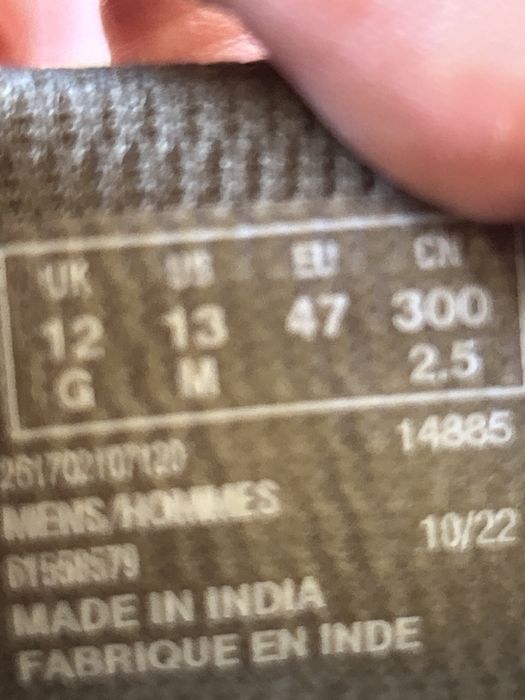 UK US EU CN
12 13 47 300
G M 2.5
14885
261702107120
MENS/HOMMES
10/22
MADE IN INDIA
FABRIQUE EN INDE